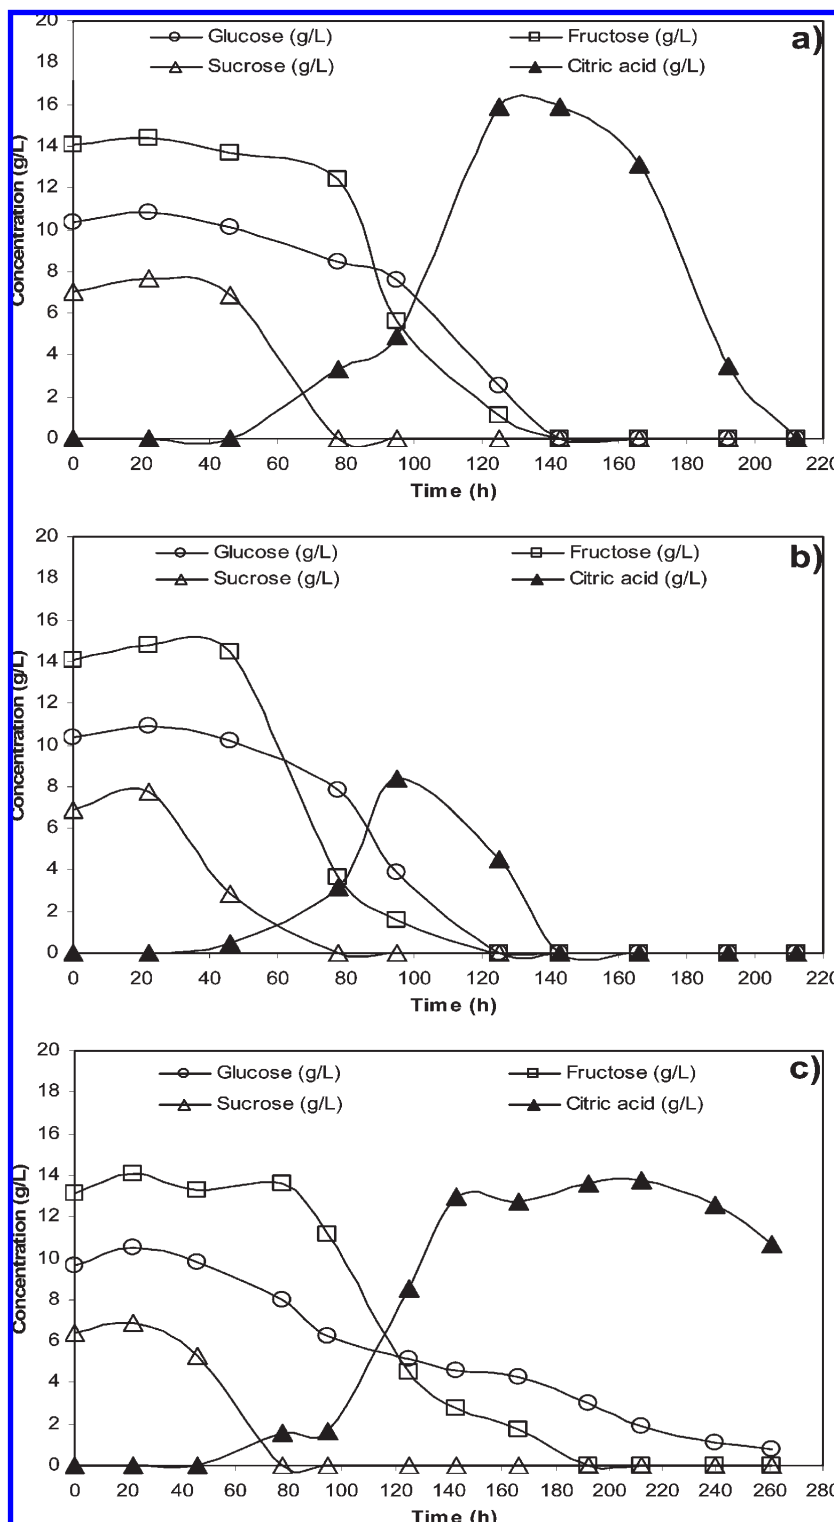 20
Glucose (g/L) Fructose (g/L) a)
18
Sucrose (g/L) Citric acid (g/L)
16
14
12
10
8
6
4
2
0
Concentration (g/L)
0 20 40 60 80 100 120 140 160 180 200 220
Time (h)
20
Glucose (g/L) Fructose (g/L) b)
18
Sucrose (g/L) Citric acid (g/L)
16
14
12
10
8
6
4
2
0
Concentration (g/L)
0 20 40 60 80 100 120 140 160 180 200 220
Time (h)
20
Glucose (g/L) Fructose (g/L) c)
18
Sucrose (g/L) Citric acid (g/L)
16
14
12
10
8
6
4
2
0
Concentration (g/L)
0 20 40 60 80 100 120 140 160 180 200 220 240 260
Time (h)